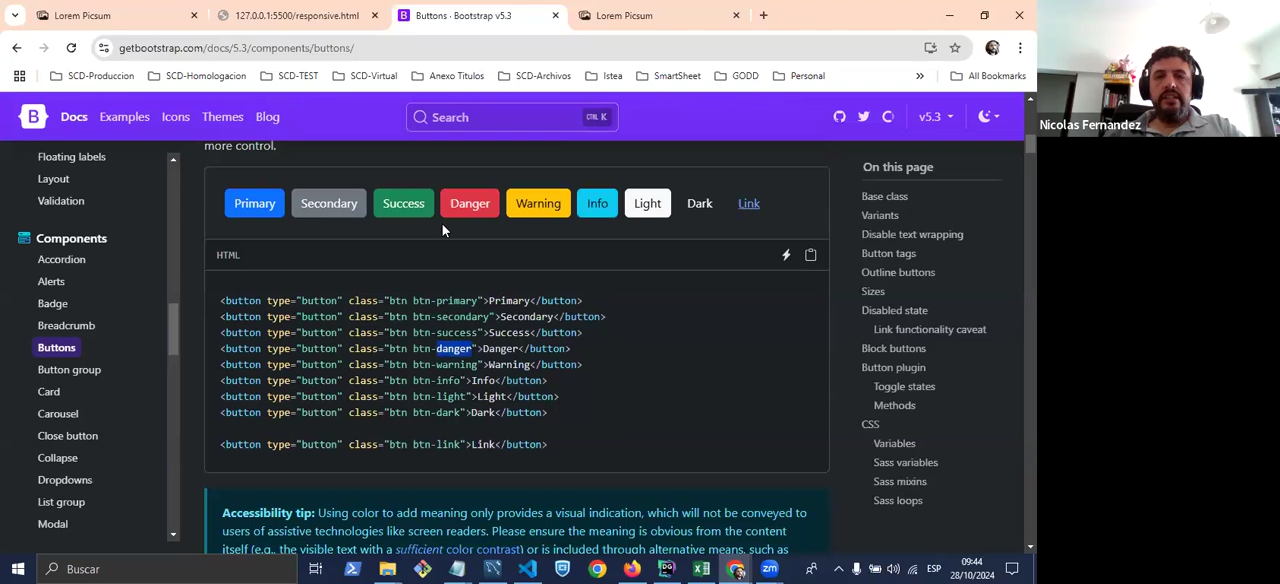 Lorem Picsum
127.0.0.1:5500/responsive.html
Buttons · Bootstrap v5.3
Lorem Picsum
getbootstrap.com/docs/5.3/components/buttons/
SCD-Produccion
SCD-Homologacion
SCD-TEST
SCD-Virtual
Anexo Titulos
SCD-Archivos
Istea
SmartSheet
GODD
Personal
All Bookmarks
Nicolas Fernandez
B
Docs
Examples
Icons
Themes
Blog
Search
CTRL K
v5.3
Floating labels
Layout
Validation
Components
Accordion
Alerts
Badge
Breadcrumb
Buttons
Button group
Card
Carousel
Close button
Collapse
Dropdowns
List group
Modal
more control.
Primary Secondary Success Danger Warning Info Light Dark Link
HTML
<button type="button" class="btn btn-primary">Primary</button>
<button type="button" class="btn btn-secondary">Secondary</button>
<button type="button" class="btn btn-success">Success</button>
<button type="button" class="btn btn-danger">Danger</button>
<button type="button" class="btn btn-warning">Warning</button>
<button type="button" class="btn btn-info">Info</button>
<button type="button" class="btn btn-light">Light</button>
<button type="button" class="btn btn-dark">Dark</button>
<button type="button" class="btn btn-link">Link</button>
Accessibility tip: Using color to add meaning only provides a visual indication, which will not be conveyed to
users of assistive technologies like screen readers. Please ensure the meaning is obvious from the content
itself (e.g., the visible text with a sufficient color contrast) or is included through alternative means, such as
On this page
Base class
Variants
Disable text wrapping
Button tags
Outline buttons
Sizes
Disabled state
Link functionality caveat
Block buttons
Button plugin
Toggle states
Methods
CSS
Variables
Sass variables
Sass mixins
Sass loops
Buscar
ESP
09:44
28/10/2024